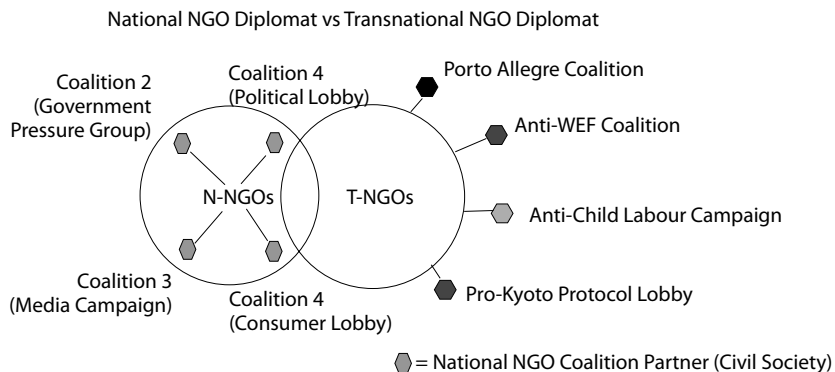 National NGO Diplomat vs Transnational NGO Diplomat
Coalition 2
(Government
Pressure Group)
Coalition 4
(Political Lobby)
Porto Allegre Coalition
Anti-WEF Coalition
N-NGOs
T-NGOs
Anti-Child Labour Campaign
Coalition 3
(Media Campaign)
Coalition 4
(Consumer Lobby)
Pro-Kyoto Protocol Lobby
= National NGO Coalition Partner (Civil Society)